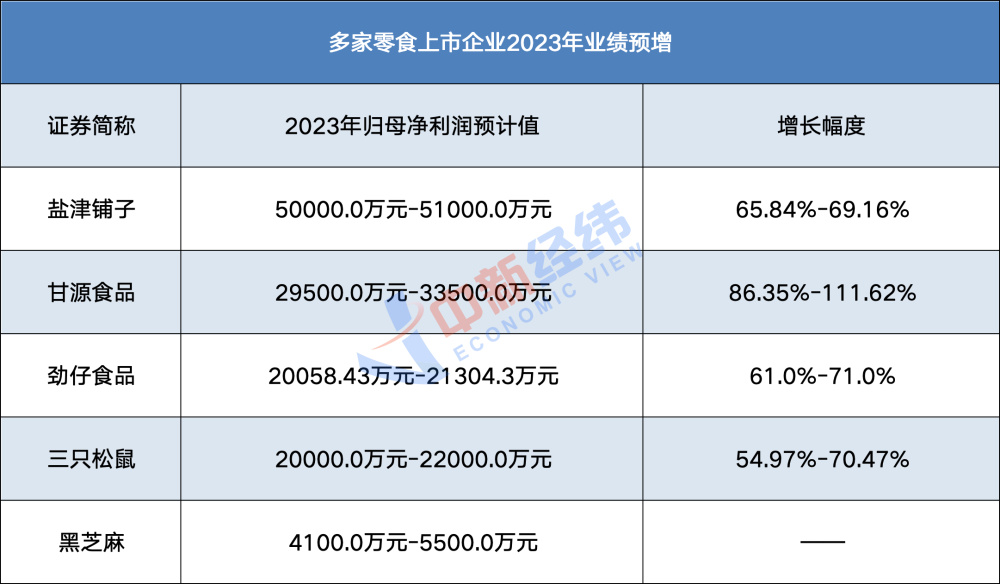 多家零食上市企业2023年业绩预增
证券简称 2023年归母净利润预计值 增长幅度
盐津铺子 50000.0万元-51000.0万元 65.84%-69.16%
甘源食品 29500.0万元-33500.0万元 86.35%-111.62%
劲仔食品 20058.43万元-21304.3万元 61.0%-71.0%
三只松鼠 20000.0万元-22000.0万元 54.97%-70.47%
黑芝麻 4100.0万元-5500.0万元 ——
中新经纬
ECONOMIC VIEW